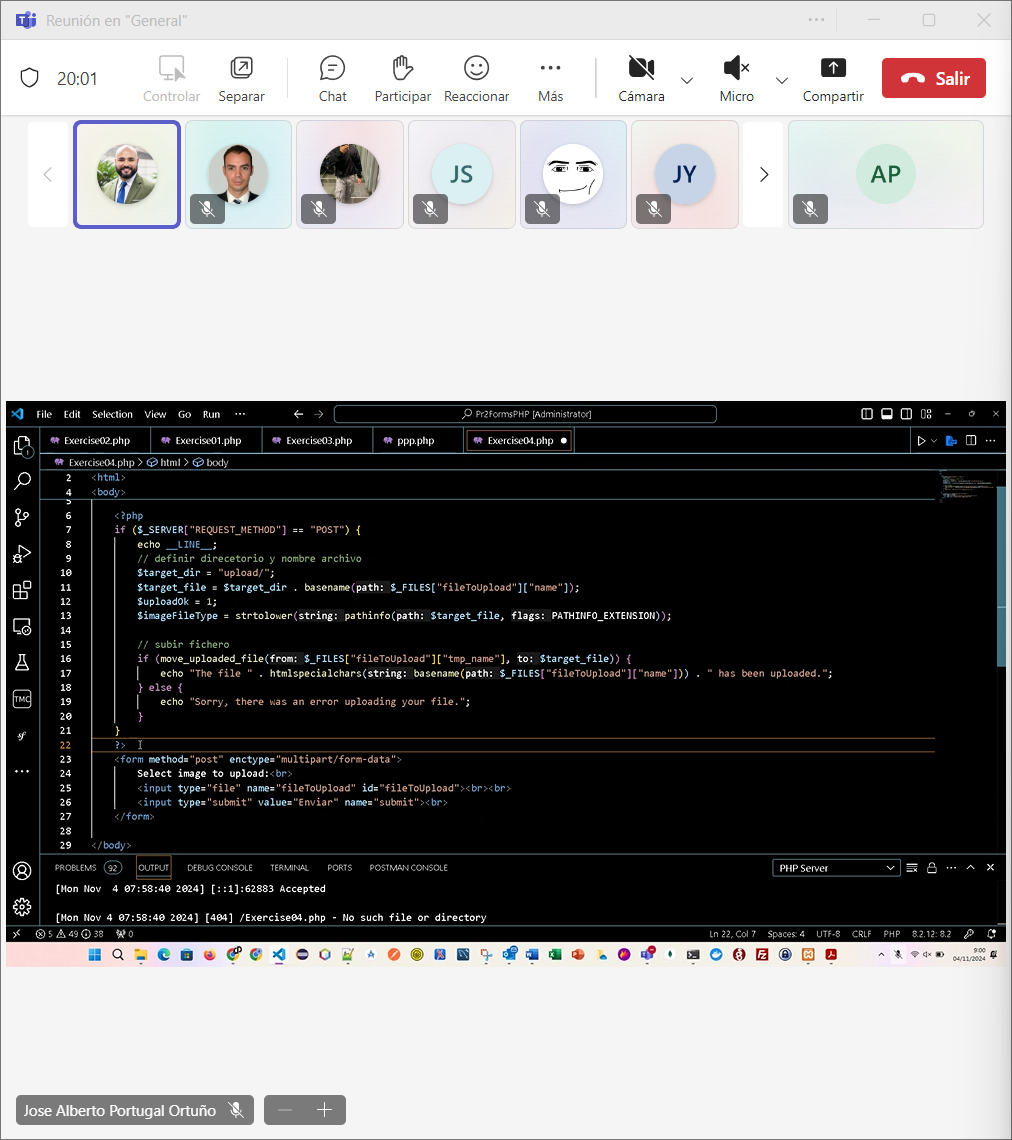 Reunión en "General"
20:01
Controlar
Separar
Chat
Participar
Reaccionar
Más
Cámara
Micro
Compartir
Salir
JS
JY
AP
File Edit Selection View Go Run
Pr2FormsPHP [Administrator]
Exercise02.php Exercise01.php Exercise03.php ppp.php Exercise04.php
Exercise04.php > html > body
2 <html>
4 <body>
5
6 <?php
7 if ($_SERVER["REQUEST_METHOD"] == "POST") {
8 echo __LINE__;
9 // definir direcetorio y nombre archivo
10 $target_dir = "upload/";
11 $target_file = $target_dir . basename(path: $_FILES["fileToUpload"]["name"]);
12 $uploadOk = 1;
13 $imageFileType = strtolower(string: pathinfo(path: $target_file, flags: PATHINFO_EXTENSION));
14
15 // subir fichero
16 if (move_uploaded_file(from: $_FILES["fileToUpload"]["tmp_name"], to: $target_file)) {
17 echo "The file " . htmlspecialchars(string: basename(path: $_FILES["fileToUpload"]["name"])) . " has been uploaded.";
18 } else {
19 echo "Sorry, there was an error uploading your file.";
20 }
21 }
22 ?>
23 <form method="post" enctype="multipart/form-data">
24 Select image to upload:<br>
25 <input type="file" name="fileToUpload" id="fileToUpload"><br><br>
26 <input type="submit" value="Enviar" name="submit"><br>
27 </form>
28
29 </body>
TMC
PROBLEMS 92 OUTPUT DEBUG CONSOLE TERMINAL PORTS POSTMAN CONSOLE
PHP Server
[Mon Nov  4 07:58:40 2024] [::1]:62883 Accepted
[Mon Nov 4 07:58:40 2024] [404] /Exercise04.php - No such file or directory
5 49 38 0 Ln 22, Col 7 Spaces: 4 UTF-8 CRLF PHP 8.2.12: 8.2
9:00
04/11/2024
Jose Alberto Portugal Ortuño